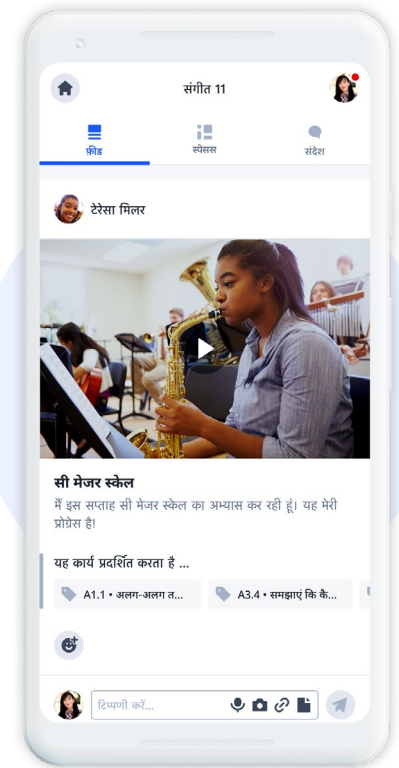 संगीत 11
फ़ीड
स्पेसस
संदेश
टेरेसा मिलर
सी मेजर स्केल
मैं इस सप्ताह सी मेजर स्केल का अभ्यास कर रही हूं। यह मेरी
प्रोग्रेस है!
यह कार्य प्रदर्शित करता है ...
A1.1 • अलग-अलग त...
A3.4 • समझाएं कि कै...
टिप्पणी करें...